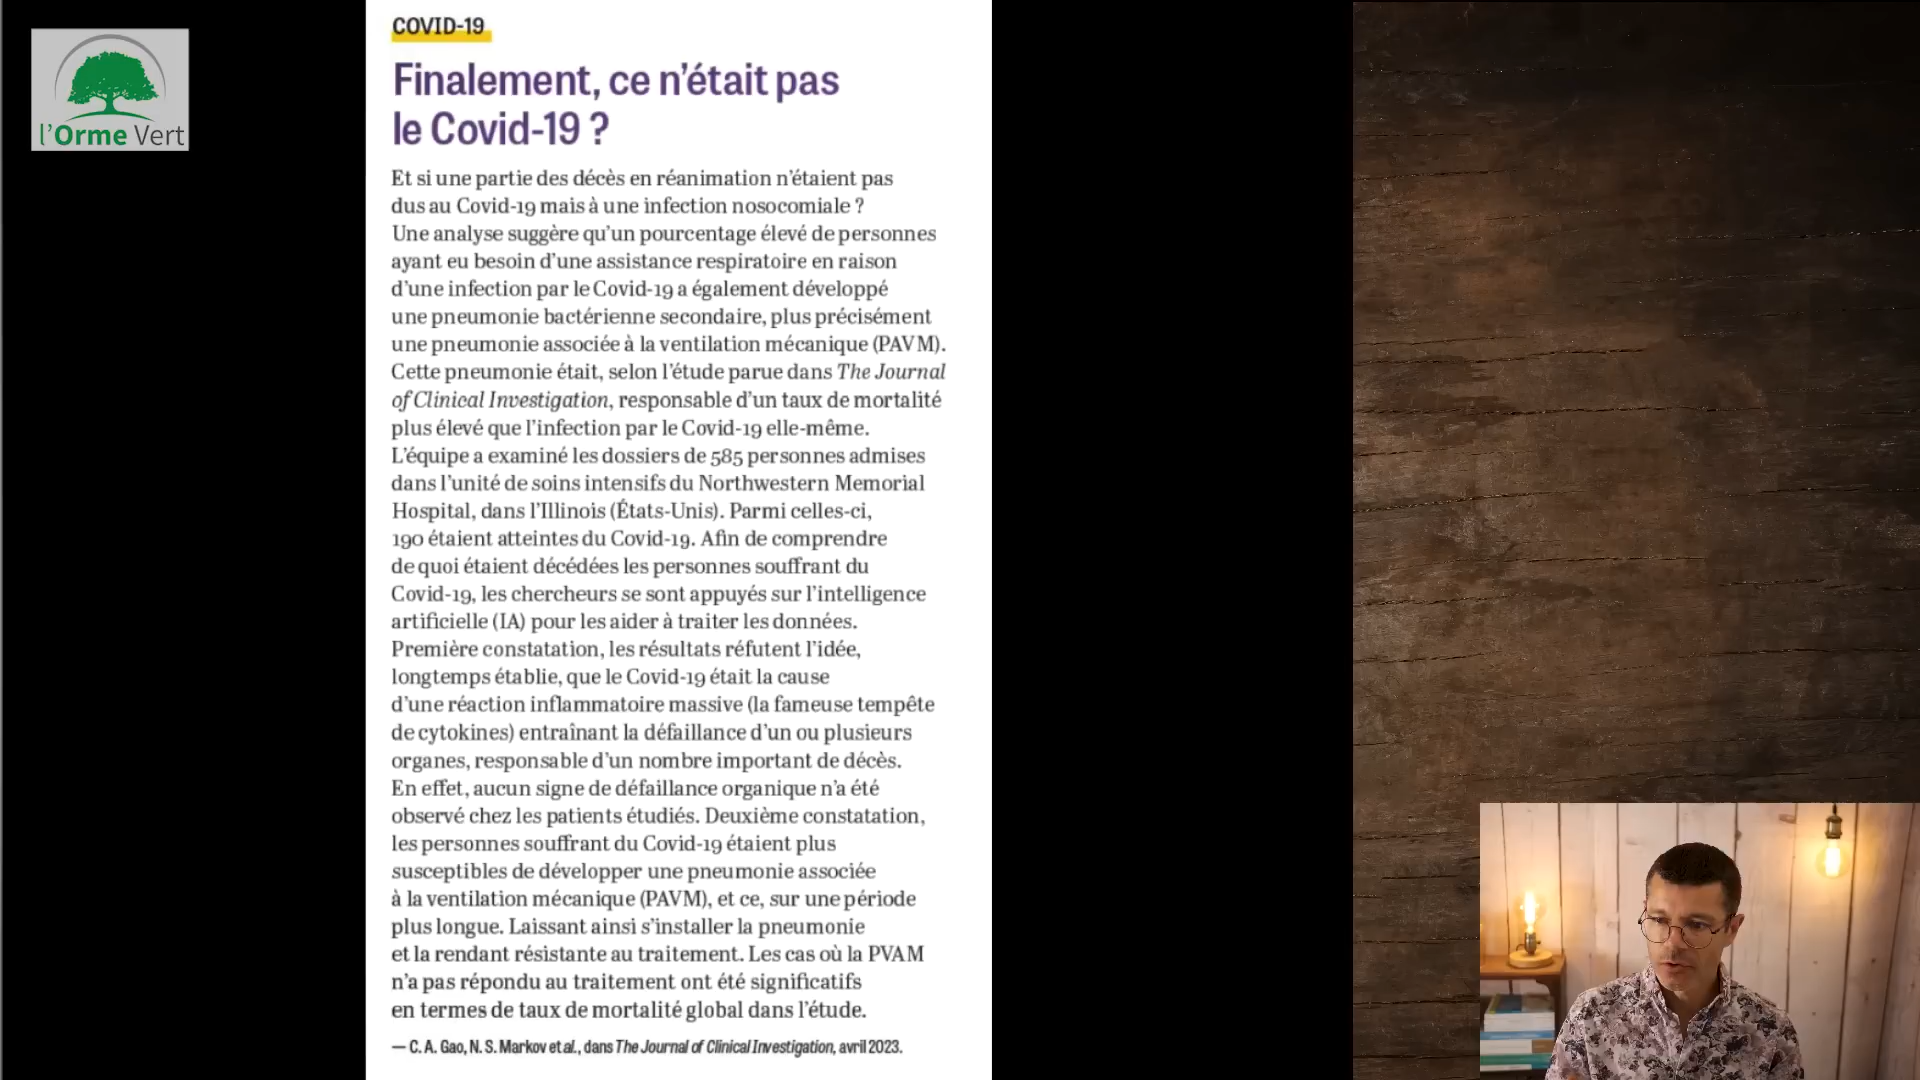 l'Orme Vert
COVID-19
Finalement, ce n'était pas
le Covid-19 ?
Et si une partie des décès en réanimation n'étaient pas
dus au Covid-19 mais à une infection nosocomiale ?
Une analyse suggère qu'un pourcentage élevé de personnes
ayant eu besoin d'une assistance respiratoire en raison
d'une infection par le Covid-19 a également développé
une pneumonie bactérienne secondaire, plus précisément
une pneumonie associée à la ventilation mécanique (PAVM).
Cette pneumonie était, selon l'étude parue dans The Journal
of Clinical Investigation, responsable d'un taux de mortalité
plus élevé que l'infection par le Covid-19 elle-même.
L'équipe a examiné les dossiers de 585 personnes admises
dans l'unité de soins intensifs du Northwestern Memorial
Hospital, dans l'Illinois (États-Unis). Parmi celles-ci,
190 étaient atteintes du Covid-19. Afin de comprendre
de quoi étaient décédées les personnes souffrant du
Covid-19, les chercheurs se sont appuyés sur l'intelligence
artificielle (IA) pour les aider à traiter les données.
Première constatation, les résultats réfutent l'idée,
longtemps établie, que le Covid-19 était la cause
d'une réaction inflammatoire massive (la fameuse tempête
de cytokines) entraînant la défaillance d'un ou plusieurs
organes, responsable d'un nombre important de décès.
En effet, aucun signe de défaillance organique n'a été
observé chez les patients étudiés. Deuxième constatation,
les personnes souffrant du Covid-19 étaient plus
susceptibles de développer une pneumonie associée
à la ventilation mécanique (PAVM), et ce, sur une période
plus longue. Laissant ainsi s'installer la pneumonie
et la rendant résistante au traitement. Les cas où la PVAM
n'a pas répondu au traitement ont été significatifs
en termes de taux de mortalité global dans l'étude.
— C. A. Gao, N. S. Markov et al., dans The Journal of Clinical Investigation, avril 2023.